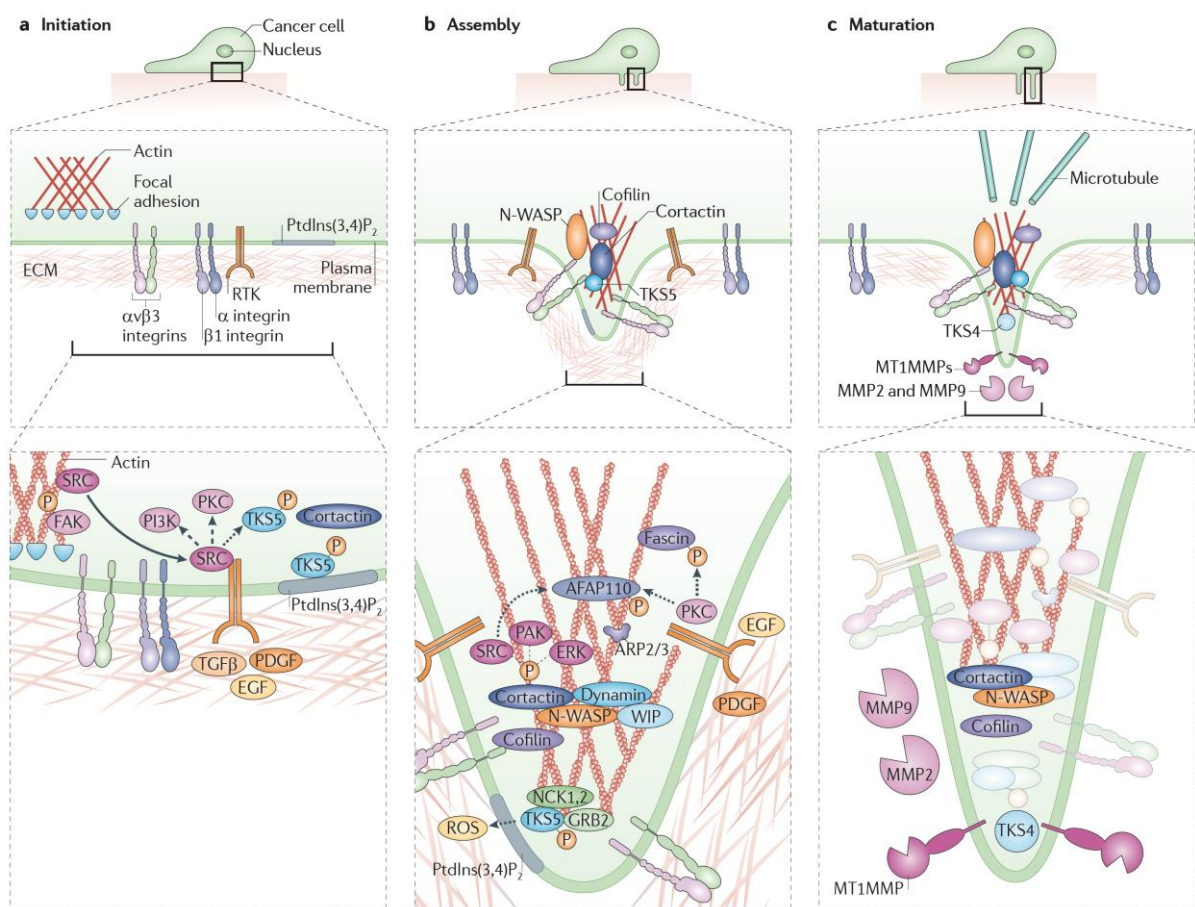 a Initiation
Cancer cell
Nucleus
Actin
Focal
adhesion
PtdIns(3,4)P2
ECM
Plasma
membrane
RTK
αvβ3
integrins
α integrin
β1 integrin
Actin
SRC
P
FAK
PI3K
PKC
P
TKS5
Cortactin
SRC
P
TKS5
PtdIns(3,4)P2
TGFβ
PDGF
EGF
b Assembly
Cofilin
N-WASP
Cortactin
TKS5
Fascin
P
AFAP110
P
PKC
EGF
PAK
SRC
ERK
ARP2/3
P
PDGF
Cortactin
Dynamin
N-WASP
WIP
Cofilin
NCK1,2
ROS
TKS5
GRB2
P
PtdIns(3,4)P2
c Maturation
Microtubule
TKS4
MT1MMPs
MMP2 and MMP9
Cortactin
N-WASP
MMP9
Cofilin
MMP2
TKS4
MT1MMP